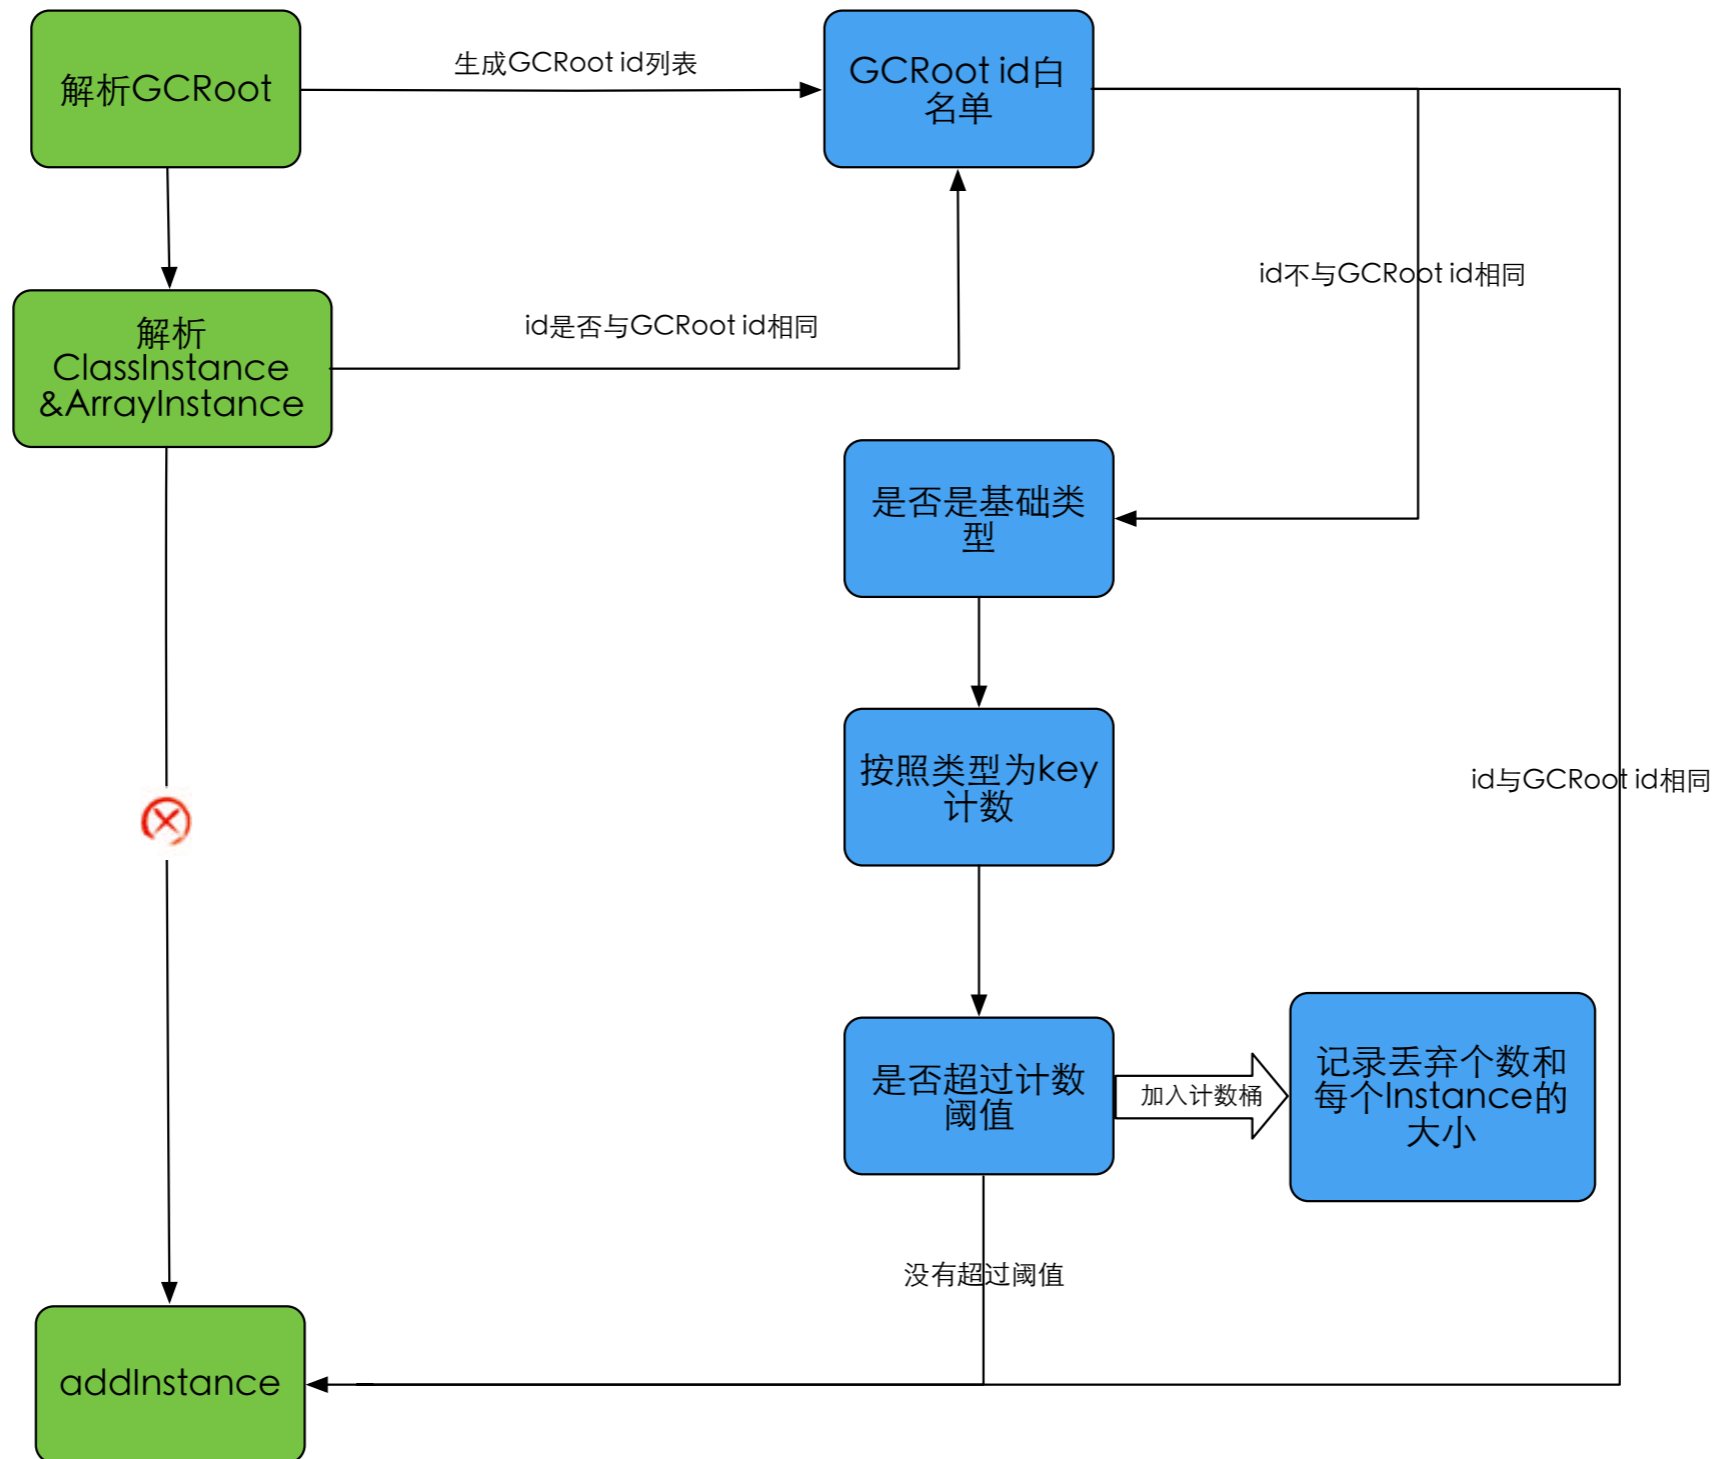 解析GCRoot
生成GCRoot id列表
GCRoot id白
名单
id不与GCRoot id相同
解析
ClassInstance
&ArrayInstance
id是否与GCRoot id相同
是否是基础类
型
按照类型为key
计数
id与GCRoot id相同
是否超过计数
阈值
加入计数桶
记录丢弃个数和
每个Instance的
大小
没有超过阈值
addInstance